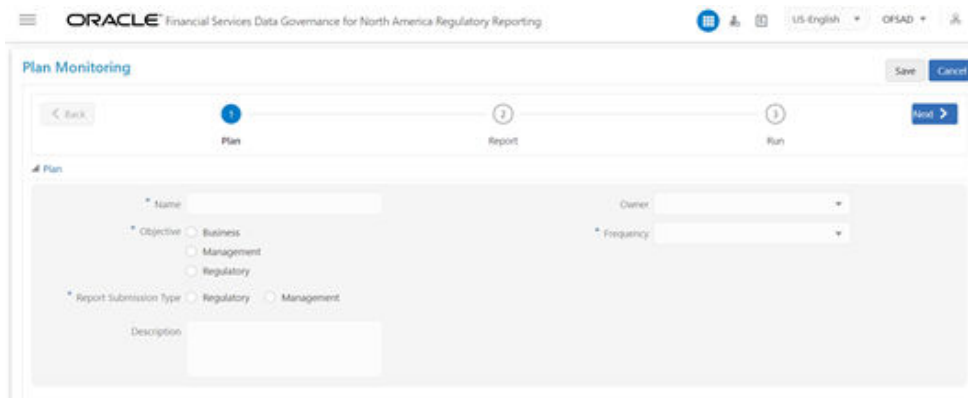 ORACLE Financial Services Data Governance for North America Regulatory Reporting US-English OFSAD
Plan Monitoring Save Cancel
Back 1 2 3 Next
Plan Report Run
Plan
* Name Owner
* Objective Business * Frequency
Management
Regulatory
* Report Submission Type Regulatory Management
Description